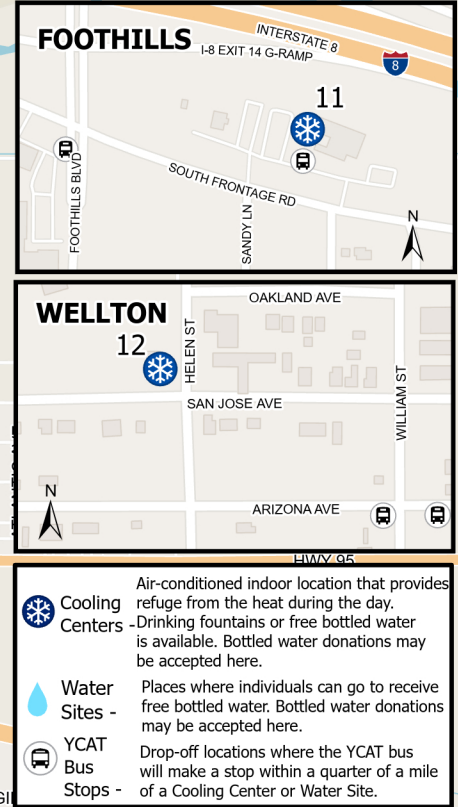 FOOTHILLS
INTERSTATE 8
I-8 EXIT 14 G-RAMP
8
11
FOOTHILLS BLVD
SOUTH FRONTAGE RD
SANDY LN
N
WELLTON
12
OAKLAND AVE
HELEN ST
SAN JOSE AVE
WILLIAM ST
N
ARIZONA AVE
HWY 95
Cooling
Centers -
Air-conditioned indoor location that provides
refuge from the heat during the day.
Drinking fountains or free bottled water
is available. Bottled water donations may
be accepted here.
Water
Sites -
Places where individuals can go to receive
free bottled water. Bottled water donations
may be accepted here.
YCAT
Bus
Stops -
Drop-off locations where the YCAT bus
will make a stop within a quarter of a mile
of a Cooling Center or Water Site.